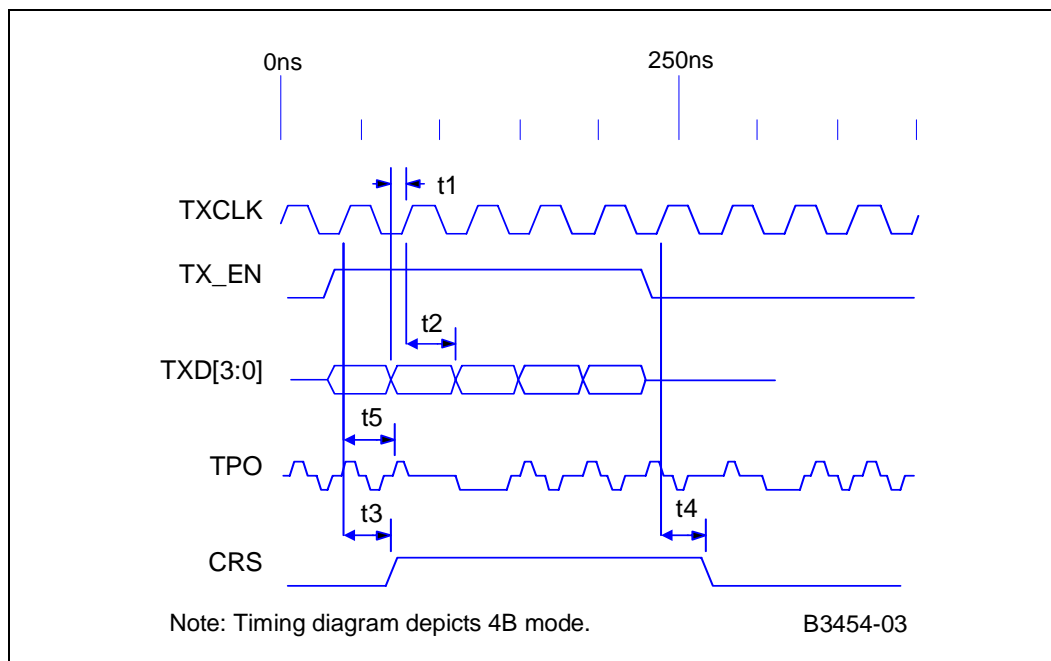 0ns 250ns
t1
TXCLK
TX_EN
t2
TXD[3:0]
t5
TPO
t3 t4
CRS
Note: Timing diagram depicts 4B mode. B3454-03